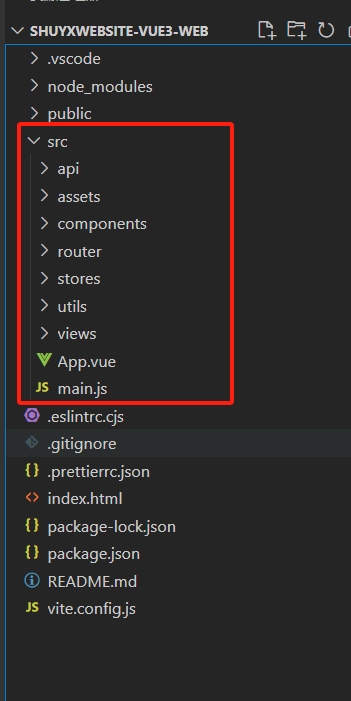 SHUYXWEBSITE-VUE3-WEB
.vscode
node_modules
public
src
api
assets
components
router
stores
utils
views
App.vue
JS main.js
.eslintrc.cjs
.gitignore
{} .prettierrc.json
<> index.html
{} package-lock.json
{} package.json
README.md
JS vite.config.js